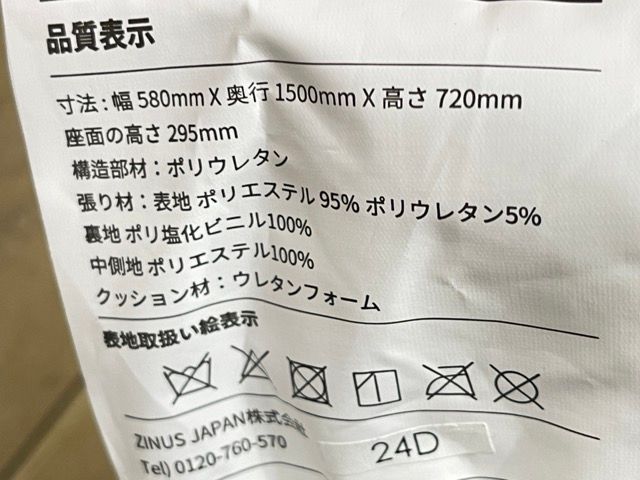 品質表示
寸法 : 幅 580mm X 奥行 1500mm X 高さ 720mm
座面の高さ 295mm
構造部材 : ポリウレタン
張り材 : 表地 ポリエステル 95% ポリウレタン5%
裏地 ポリ塩化ビニル100%
中側地 ポリエステル100%
クッション材 : ウレタンフォーム
表地取扱い絵表示
ZINUS JAPAN株式会社
Tel) 0120-760-570
24D